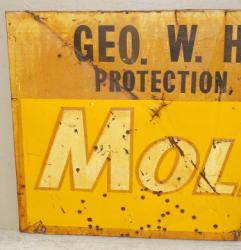 GEO. W. H
PROTECTION
MOL